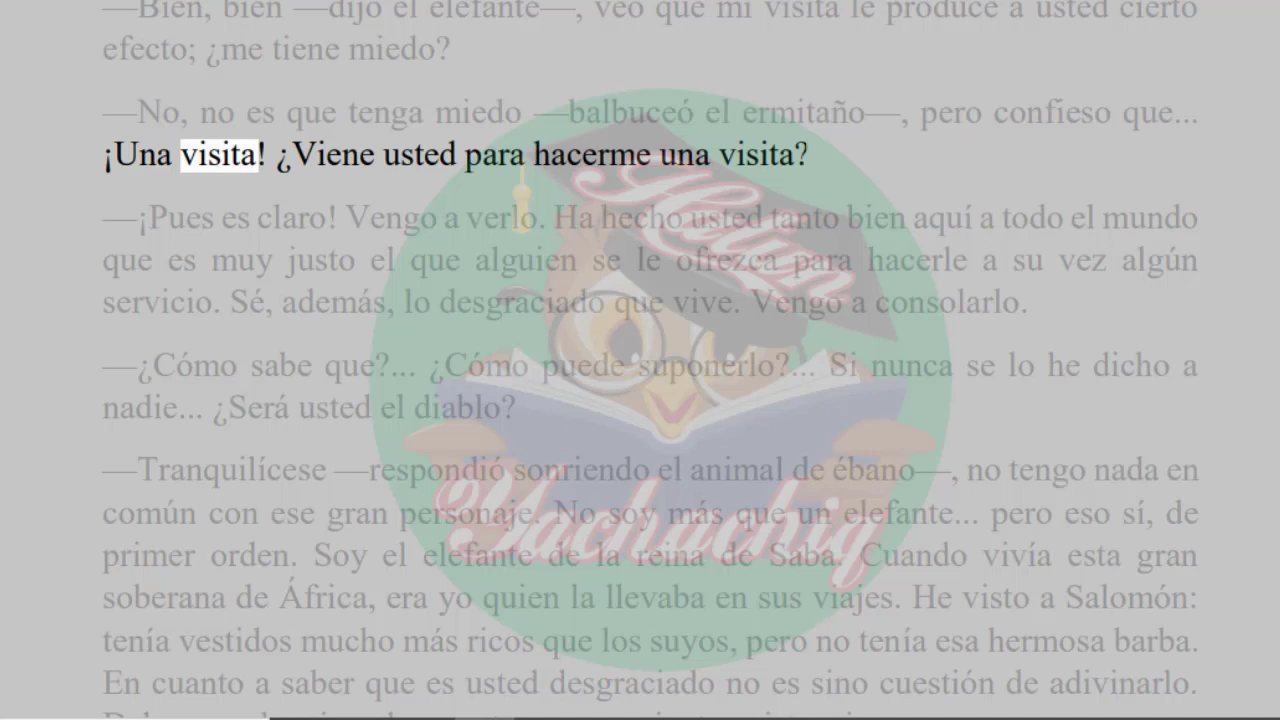 —Bien, bien —dijo el elefante—, veo que mi visita le produce a usted cierto
efecto; ¿me tiene miedo?
—No, no es que tenga miedo —balbuceó el ermitaño—, pero confieso que...
¡Una visita! ¿Viene usted para hacerme una visita?
—¡Pues es claro! Vengo a verlo. Ha hecho usted tanto bien aquí a todo el mundo
que es muy justo el que alguien se le ofrezca para hacerle a su vez algún
servicio. Sé, además, lo desgraciado que vive. Vengo a consolarlo.
—¿Cómo sabe que?... ¿Cómo puede suponerlo?... Si nunca se lo he dicho a
nadie... ¿Será usted el diablo?
—Tranquilícese —respondió sonriendo el animal de ébano—, no tengo nada en
común con ese gran personaje. No soy más que un elefante... pero eso sí, de
primer orden. Soy el elefante de la reina de Saba. Cuando vivía esta gran
soberana de África, era yo quien la llevaba en sus viajes. He visto a Salomón:
tenía vestidos mucho más ricos que los suyos, pero no tenía esa hermosa barba.
En cuanto a saber que es usted desgraciado no es sino cuestión de adivinarlo.
Yachachiq